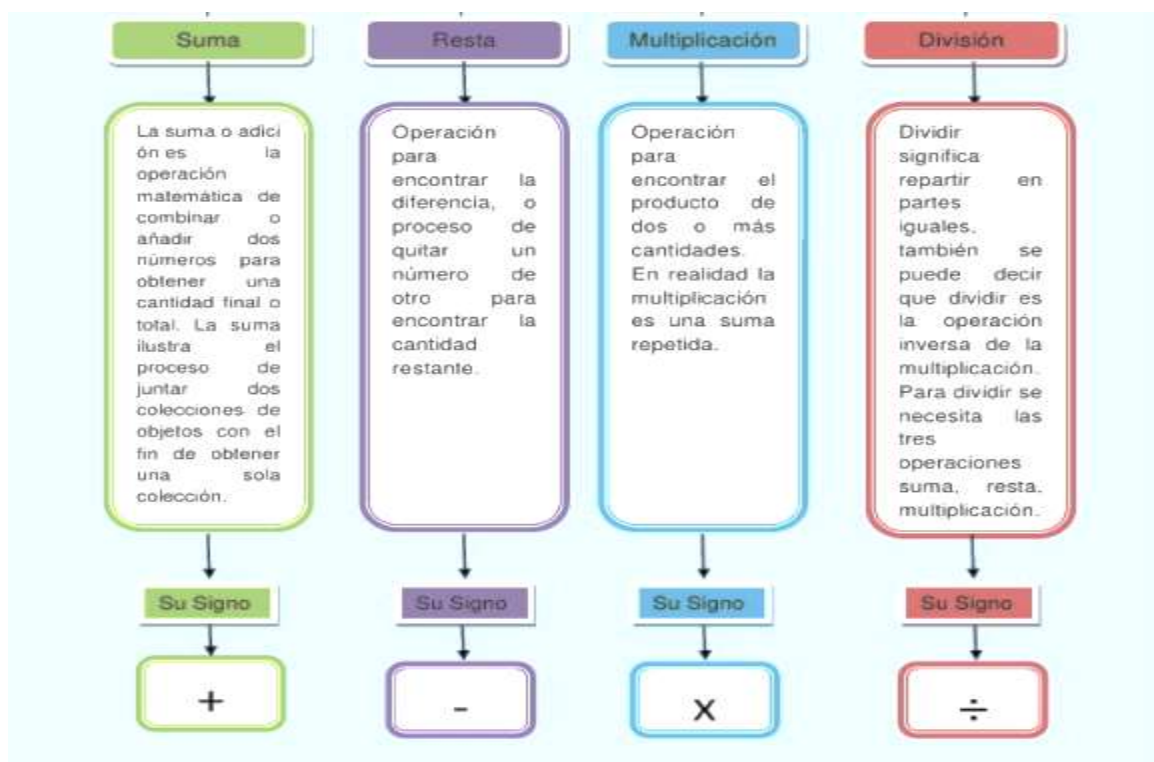 Suma
La suma o adici
ón es la
operación
matemática de
combinar o
añadir dos
números para
obtener una
cantidad final o
total. La suma
ilustra el
proceso de
juntar dos
colecciones de
objetos con el
fin de obtener
una sola
colección.
Su Signo
+
Resta
Operación
para
encontrar la
diferencia, o
proceso de
quitar un
número de
otro para
encontrar la
cantidad
restante.
Su Signo
-
Multiplicación
Operación
para
encontrar el
producto de
dos o más
cantidades.
En realidad la
multiplicación
es una suma
repetida.
Su Signo
x
División
Dividir
significa
repartir en
partes
iguales,
también se
puede decir
que dividir es
la operación
inversa de la
multiplicación.
Para dividir se
necesita las
tres
operaciones
suma, resta,
multiplicación.
Su Signo
÷